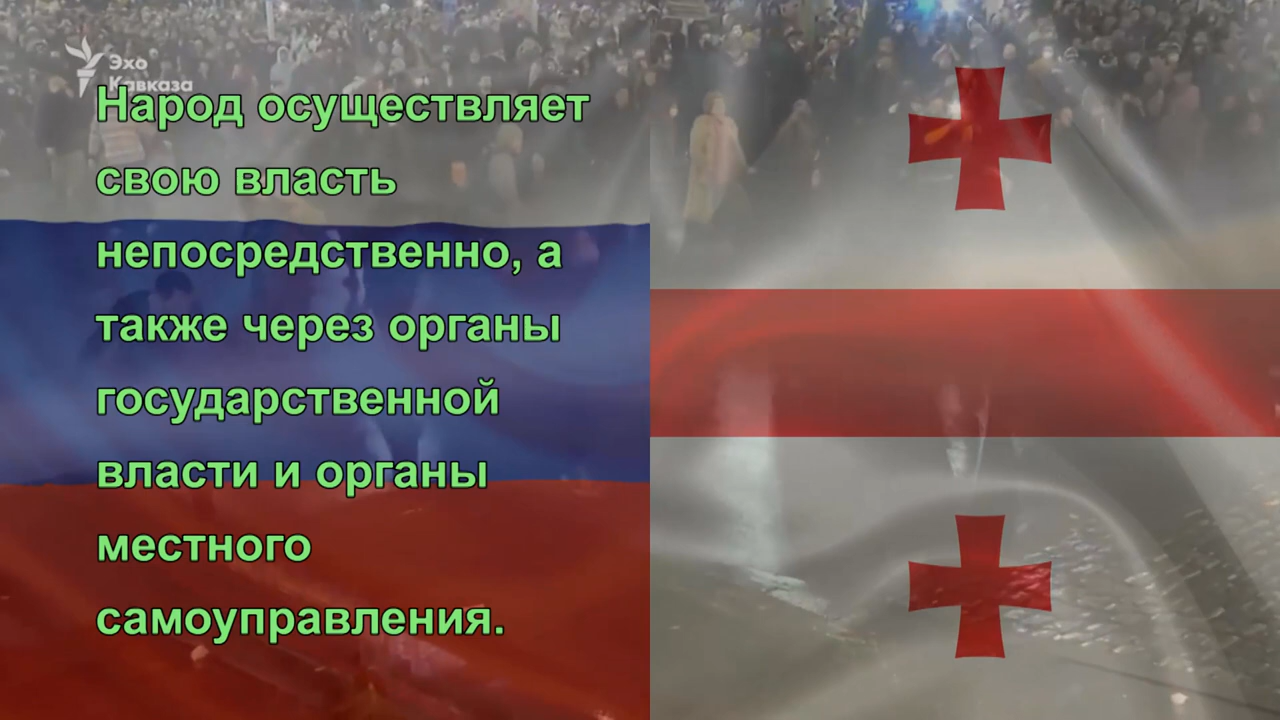 Эхо
Кавказа
Народ осуществляет
свою власть
непосредственно, а
также через органы
государственной
власти и органы
местного
самоуправления.